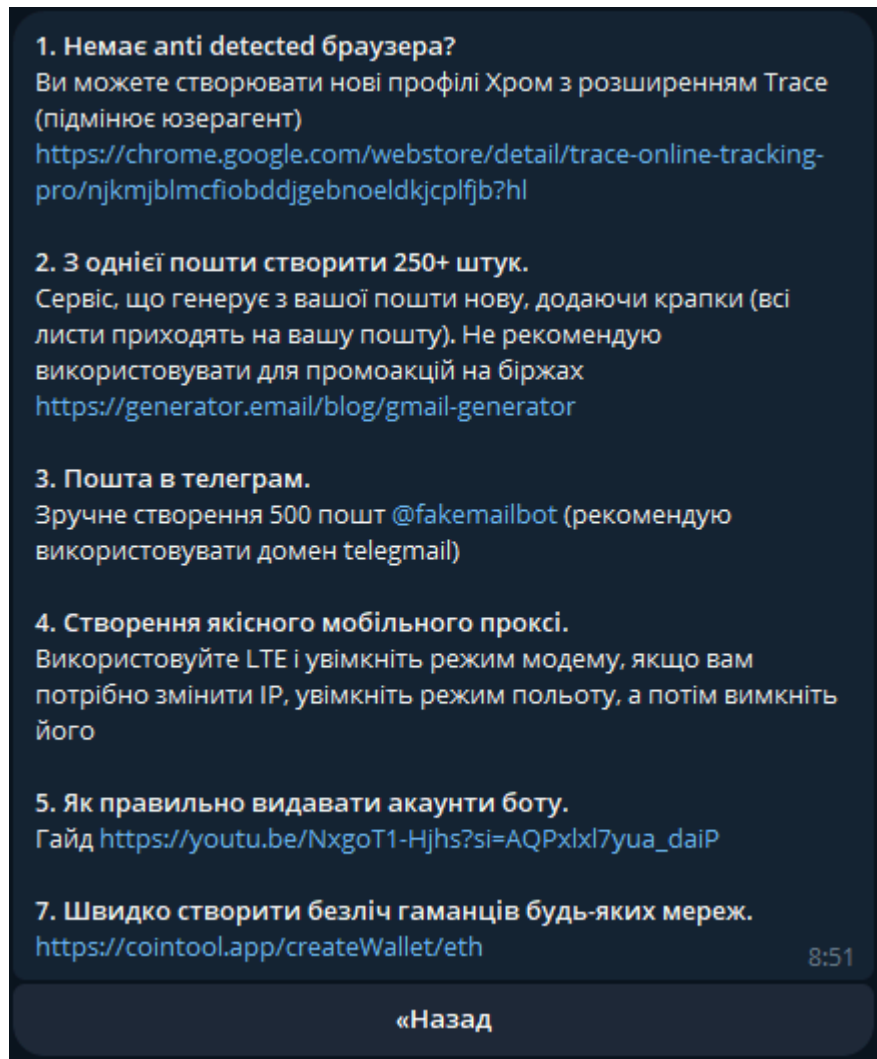 1. Немає anti detected браузера?
Ви можете створювати нові профілі Хром з розширенням Trace
(підмінює юзерагент)
https://chrome.google.com/webstore/detail/trace-online-tracking-
pro/njkmjblmcfiobddjgebnoeldkjcplfjb?hl
2. З однієї пошти створити 250+ штук.
Сервіс, що генерує з вашої пошти нову, додаючи крапки (всі
листи приходять на вашу пошту). Не рекомендую
використовувати для промоакцій на біржах
https://generator.email/blog/gmail-generator
3. Пошта в телеграм.
Зручне створення 500 пошт @fakemailbot (рекомендую
використовувати домен telegmail)
4. Створення якісного мобільного проксі.
Використовуйте LTE і увімкніть режим модему, якщо вам
потрібно змінити IP, увімкніть режим польоту, а потім вимкніть
його
5. Як правильно видавати акаунти боту.
Гайд https://youtu.be/NxgoT1-Hjhs?si=AQPxlxl7yua_daiP
7. Швидко створити безліч гаманців будь-яких мереж.
https://cointool.app/createWallet/eth
8:51
«Назад